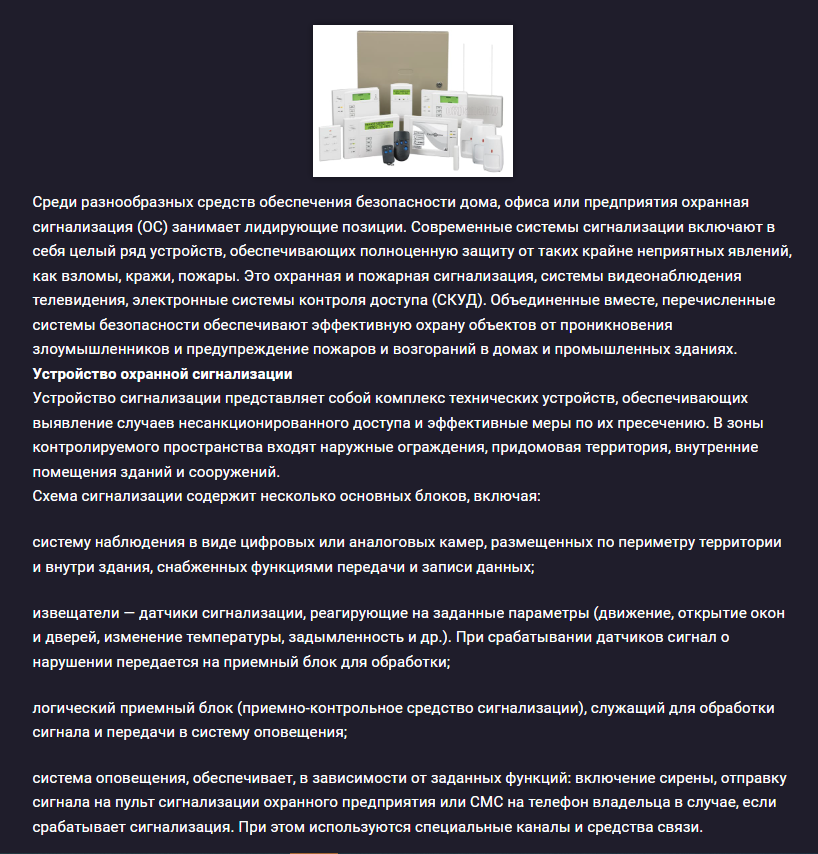 Среди разнообразных средств обеспечения безопасности дома, офиса или предприятия охранная
сигнализация (ОС) занимает лидирующие позиции. Современные системы сигнализации включают в
себя целый ряд устройств, обеспечивающих полноценную защиту от таких крайне неприятных явлений,
как взломы, кражи, пожары. Это охранная и пожарная сигнализация, системы видеонаблюдения
телевидения, электронные системы контроля доступа (СКУД). Объединенные вместе, перечисленные
системы безопасности обеспечивают эффективную охрану объектов от проникновения
злоумышленников и предупреждение пожаров и возгораний в домах и промышленных зданиях.
Устройство охранной сигнализации
Устройство сигнализации представляет собой комплекс технических устройств, обеспечивающих
выявление случаев несанкционированного доступа и эффективные меры по их пресечению. В зоны
контролируемого пространства входят наружные ограждения, придомовая территория, внутренние
помещения зданий и сооружений.
Схема сигнализации содержит несколько основных блоков, включая:
систему наблюдения в виде цифровых или аналоговых камер, размещенных по периметру территории
и внутри здания, снабженных функциями передачи и записи данных;
извещатели — датчики сигнализации, реагирующие на заданные параметры (движение, открытие окон
и дверей, изменение температуры, задымленность и др.). При срабатывании датчиков сигнал о
нарушении передается на приемный блок для обработки;
логический приемный блок (приемно-контрольное средство сигнализации), служащий для обработки
сигнала и передачи в систему оповещения;
система оповещения, обеспечивает, в зависимости от заданных функций: включение сирены, отправку
сигнала на пульт сигнализации охранного предприятия или СМС на телефон владельца в случае, если
срабатывает сигнализация. При этом используются специальные каналы и средства связи.